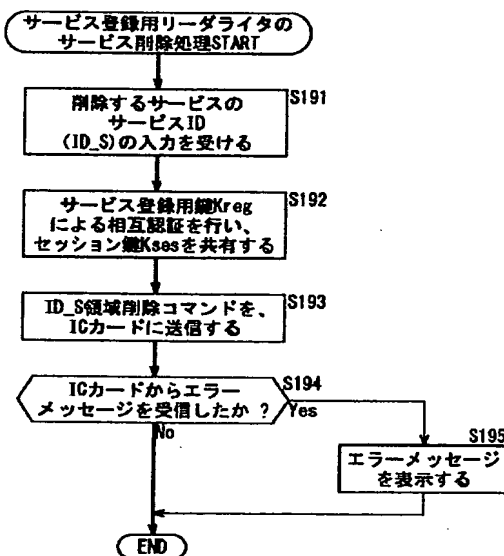 サービス登録用リーダライタの
サービス削除処理START
S191
削除するサービスの
サービスID
(ID_S)の入力を受ける
S192
サービス登録用鍵Kreg
による相互認証を行い、
セッション鍵Ksesを共有する
S193
ID_S領域削除コマンドを、
ICカードに送信する
S194
ICカードからエラー
メッセージを受信したか ?
Yes
No
S195
エラーメッセージ
を表示する
END